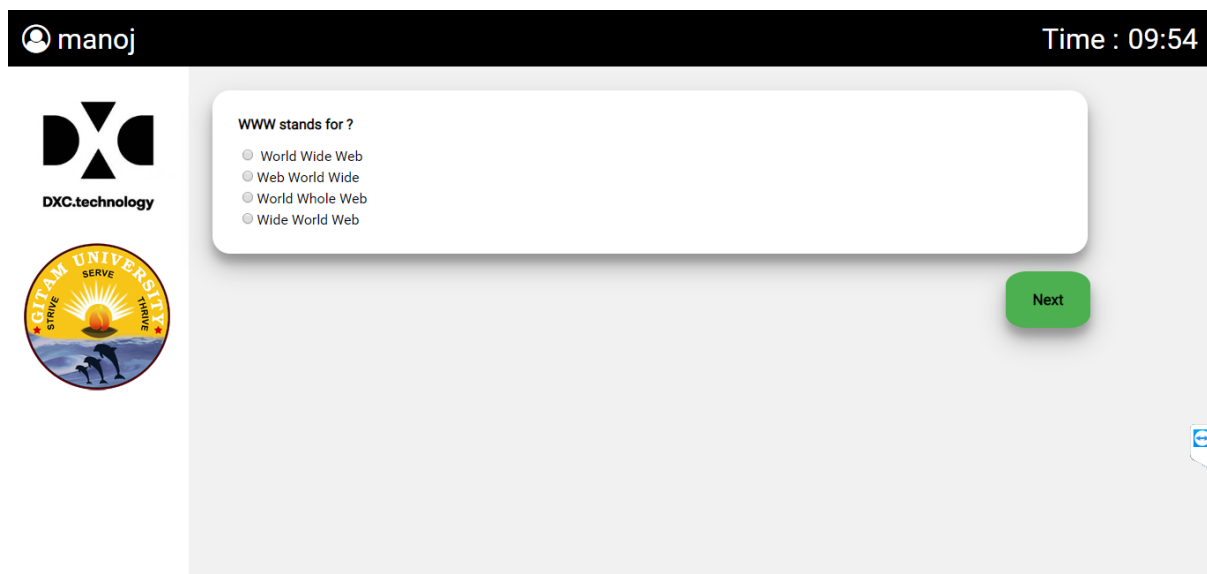 manoj
Time : 09:54
DXC.technology
GITAM UNIVERSITY
SERVE
STRIVE
THRIVE
WWW stands for ?
World Wide Web
Web World Wide
World Whole Web
Wide World Web
Next